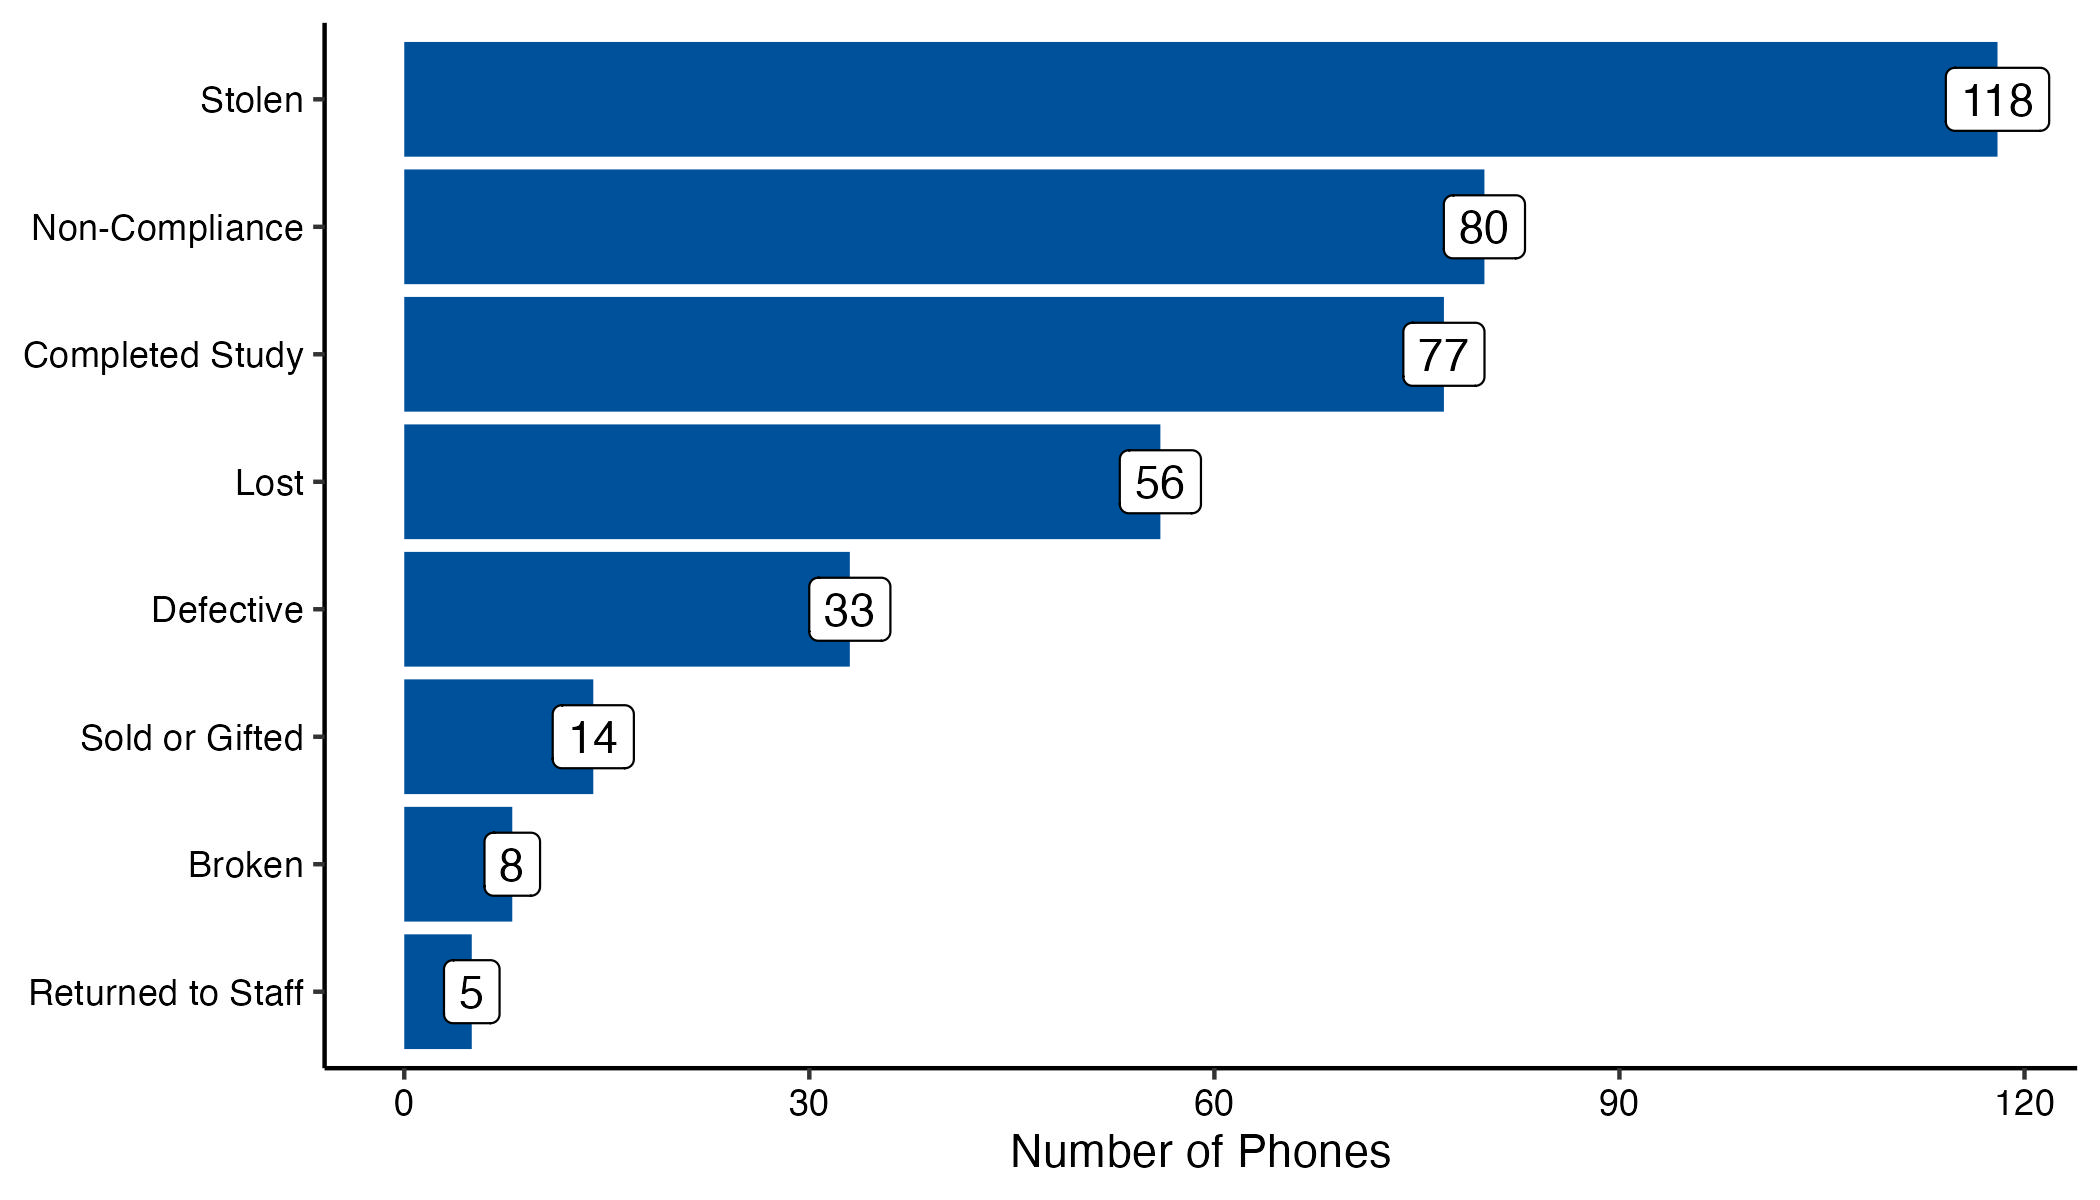 Stolen 118
Non-Compliance 80
Completed Study 77
Lost 56
Defective 33
Sold or Gifted 14
Broken 8
Returned to Staff 5
0 30 60 90 120
Number of Phones